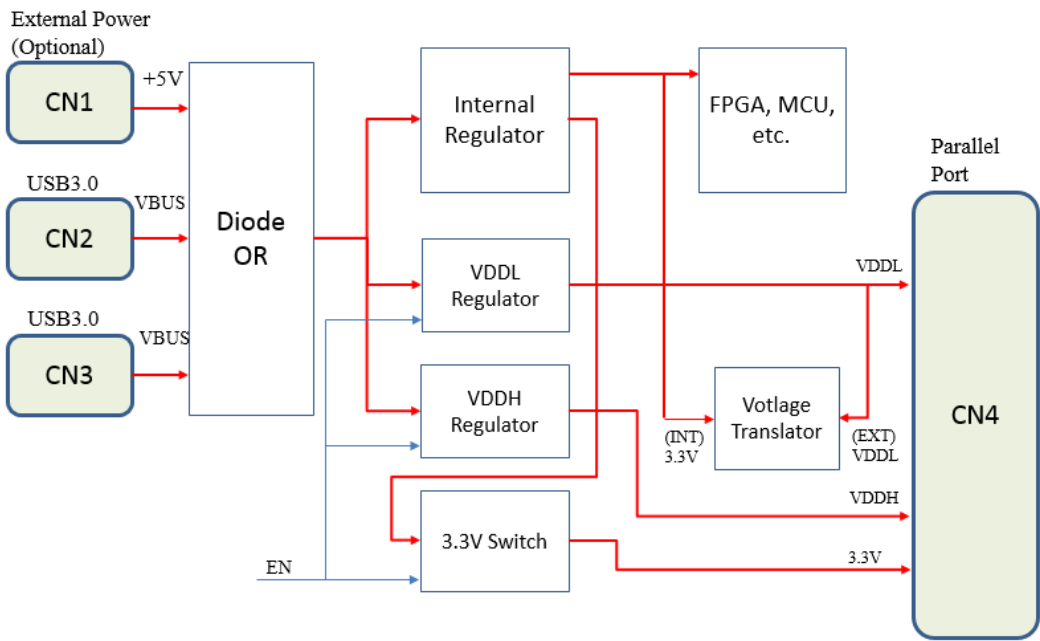 External Power
(Optional)
CN1
+5V
USB3.0
VBUS
CN2
USB3.0
VBUS
CN3
Diode
OR
Internal
Regulator
FPGA, MCU,
etc.
VDDL
Regulator
VDDH
Regulator
3.3V Switch
EN
Votlage
Translator
(INT)
3.3V
(EXT)
VDDL
VDDL
VDDH
3.3V
Parallel
Port
CN4